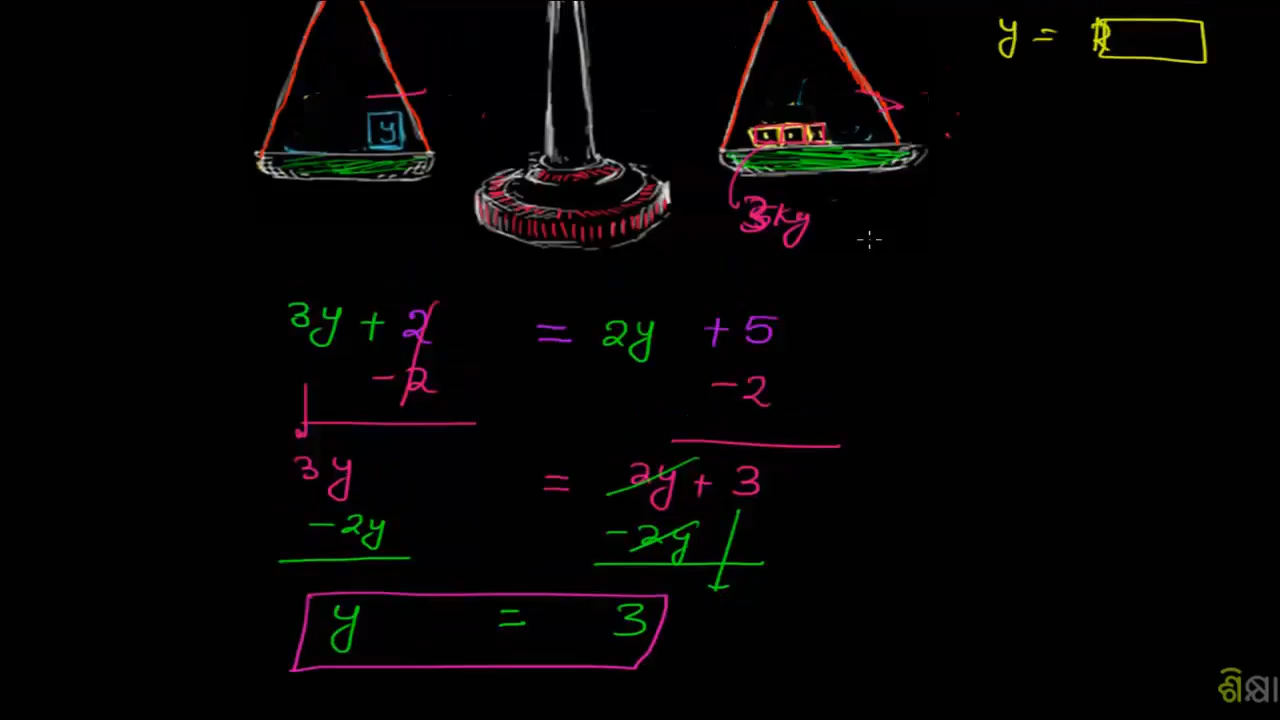 y =
y
3 Kg
3y + 2 = 2y + 5
- 2 - 2
3y = 2y + 3
- 2y - 2y
y = 3
ଶିକ୍ଷା